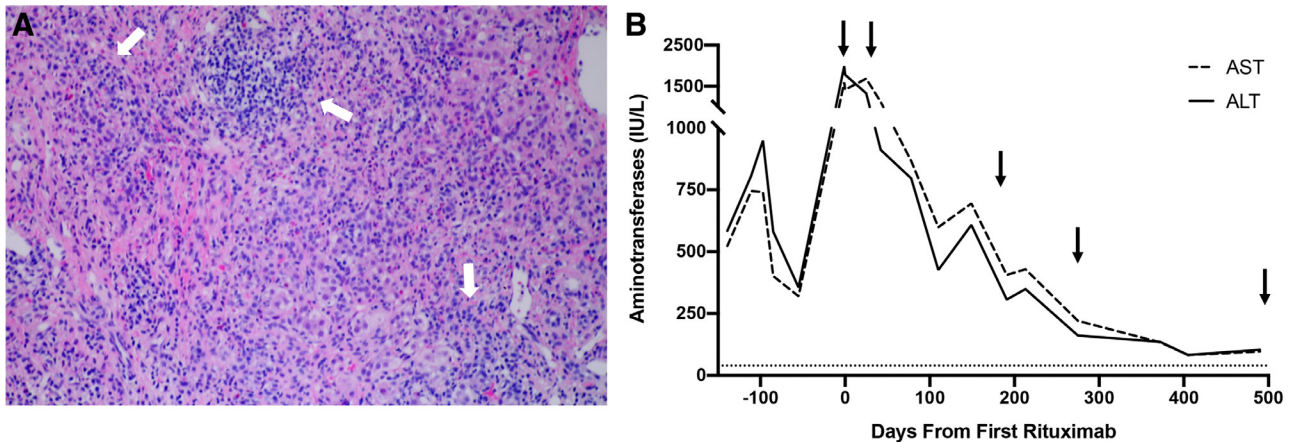 A
B
2500
1500
1000
750
500
250
0
Aminotransferases (IU/L)
AST
ALT
-100 0 100 200 300 400 500
Days From First Rituximab